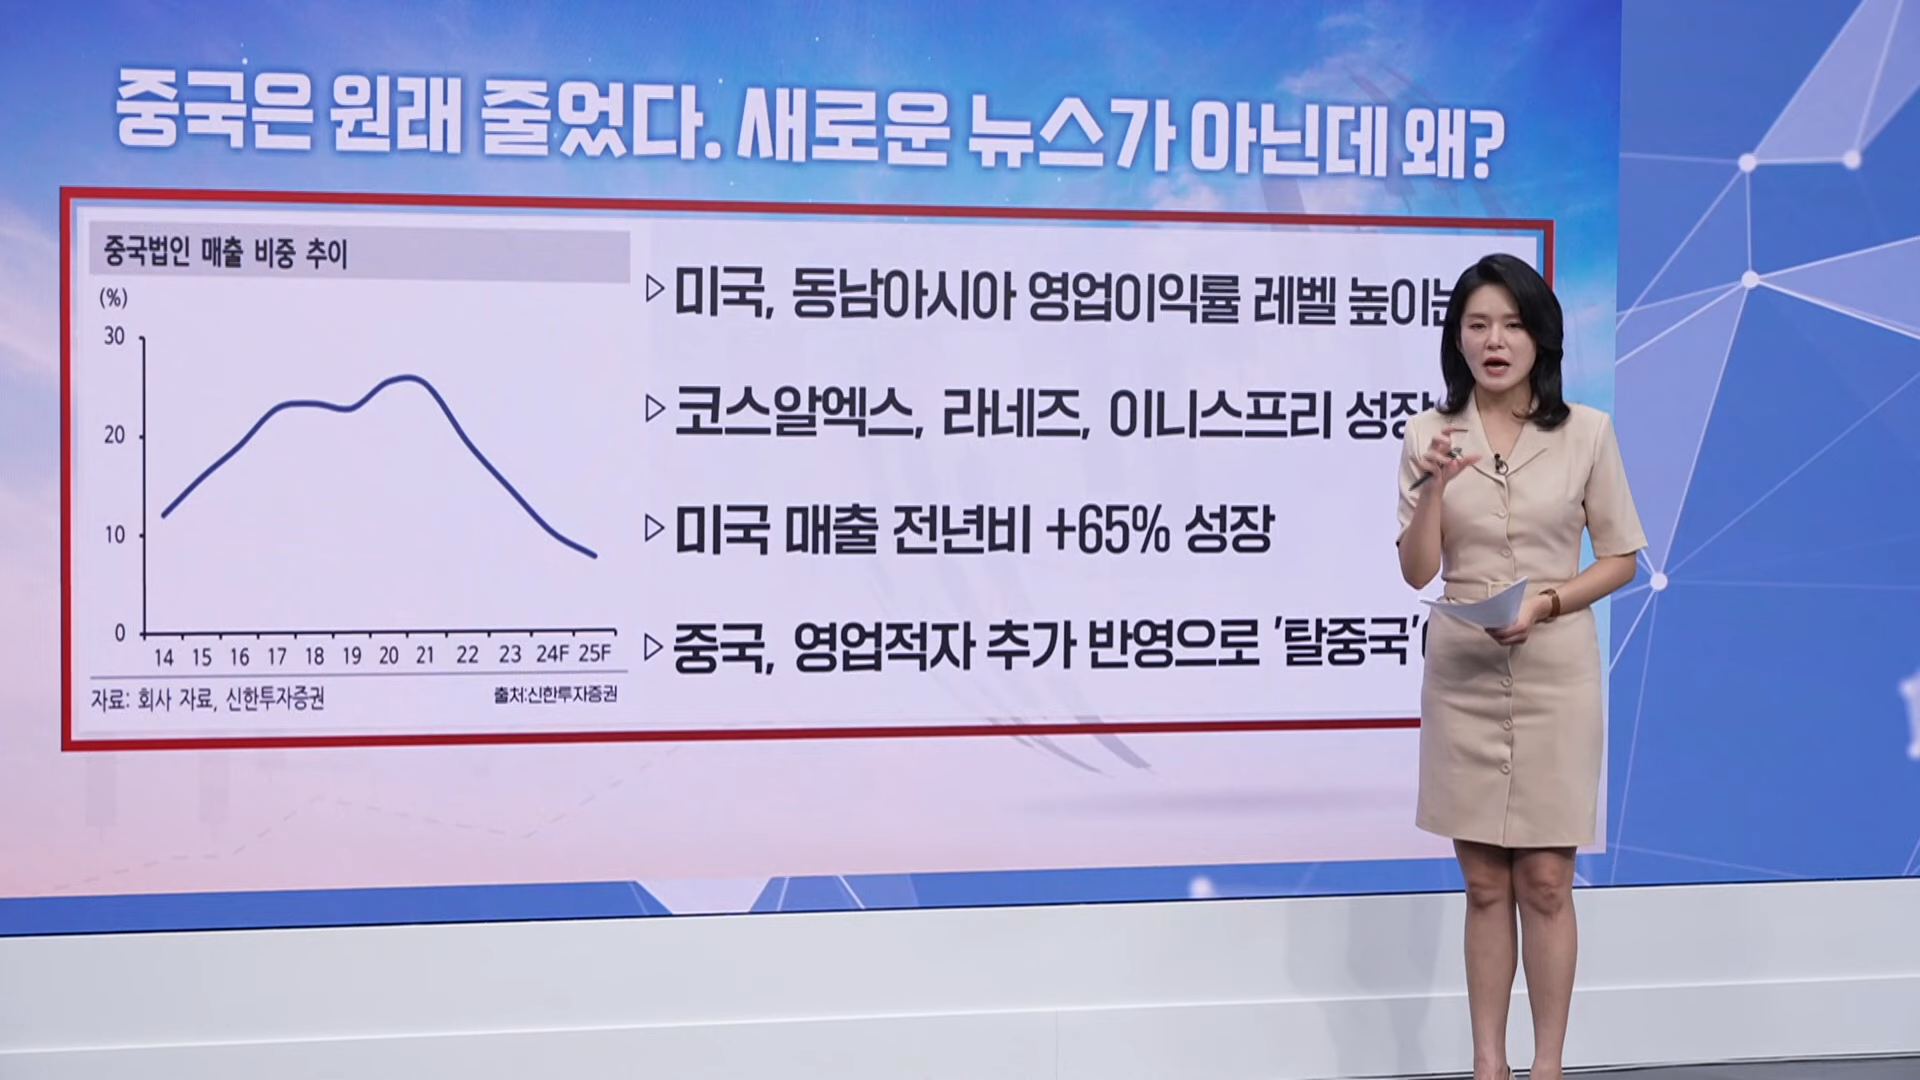 중국은 원래 줄었다. 새로운 뉴스가 아닌데 왜?
중국법인 매출 비중 추이
(%)
30
20
10
0
14 15 16 17 18 19 20 21 22 23 24F 25F
자료: 회사 자료, 신한투자증권
출처:신한투자증권
▷미국, 동남아시아 영업이익률 레벨 높이는
▷코스알엑스, 라네즈, 이니스프리 성장
▷미국 매출 전년비 +65% 성장
▷중국, 영업적자 추가 반영으로 '탈중국'